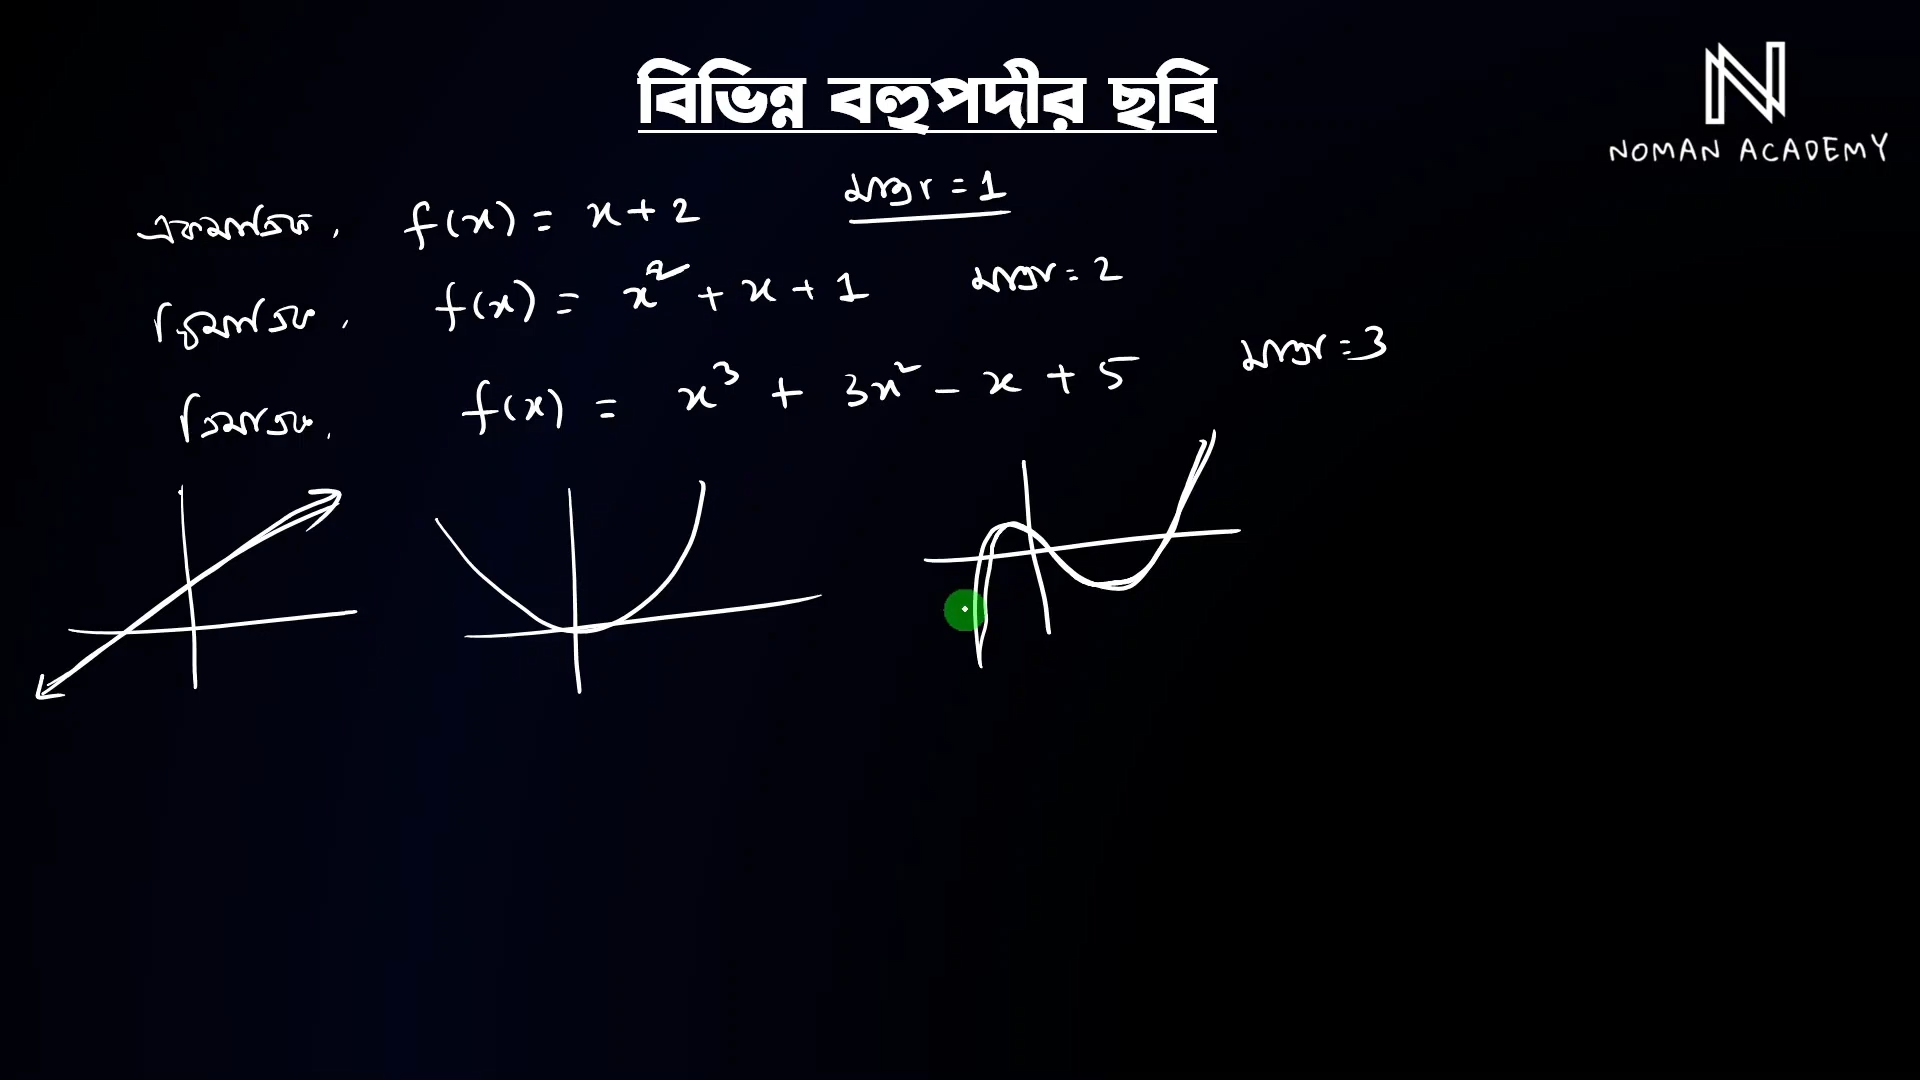 বিভিন্ন বহুপদীর ছবি
NOMAN ACADEMY
একমাত্রিক, f(x) = x + 2 মাত্রা = 1
দ্বিমাত্রিক, f(x) = x² + x + 1 মাত্রা = 2
ত্রিমাত্রিক, f(x) = x³ + 3x² - x + 5 মাত্রা = 3